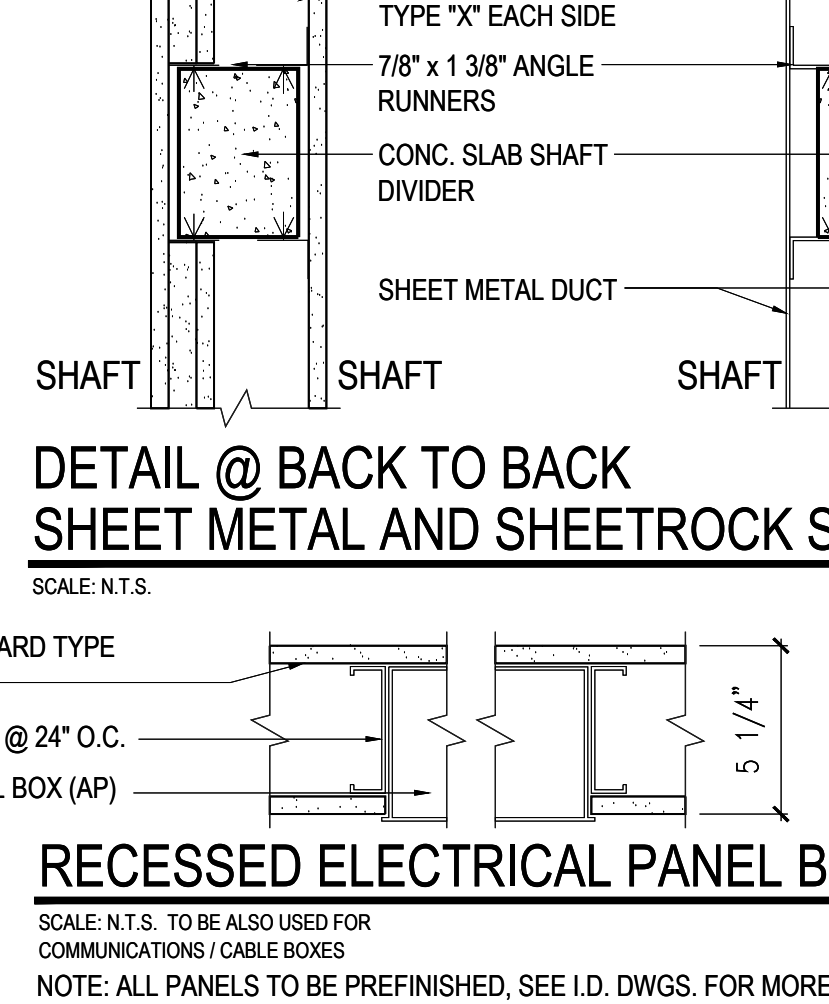 TYPE "X" EACH SIDE
7/8" x 1 3/8" ANGLE
RUNNERS
CONC. SLAB SHAFT
DIVIDER
SHEET METAL DUCT
SHAFT SHAFT SHAFT
DETAIL @ BACK TO BACK
SHEET METAL AND SHEETROCK S
SCALE: N.T.S.
ARD TYPE
@ 24" O.C.
BOX (AP)
5 1/4"
RECESSED ELECTRICAL PANEL B
SCALE: N.T.S. TO BE ALSO USED FOR
COMMUNICATIONS / CABLE BOXES
NOTE: ALL PANELS TO BE PREFINISHED, SEE I.D. DWGS. FOR MORE